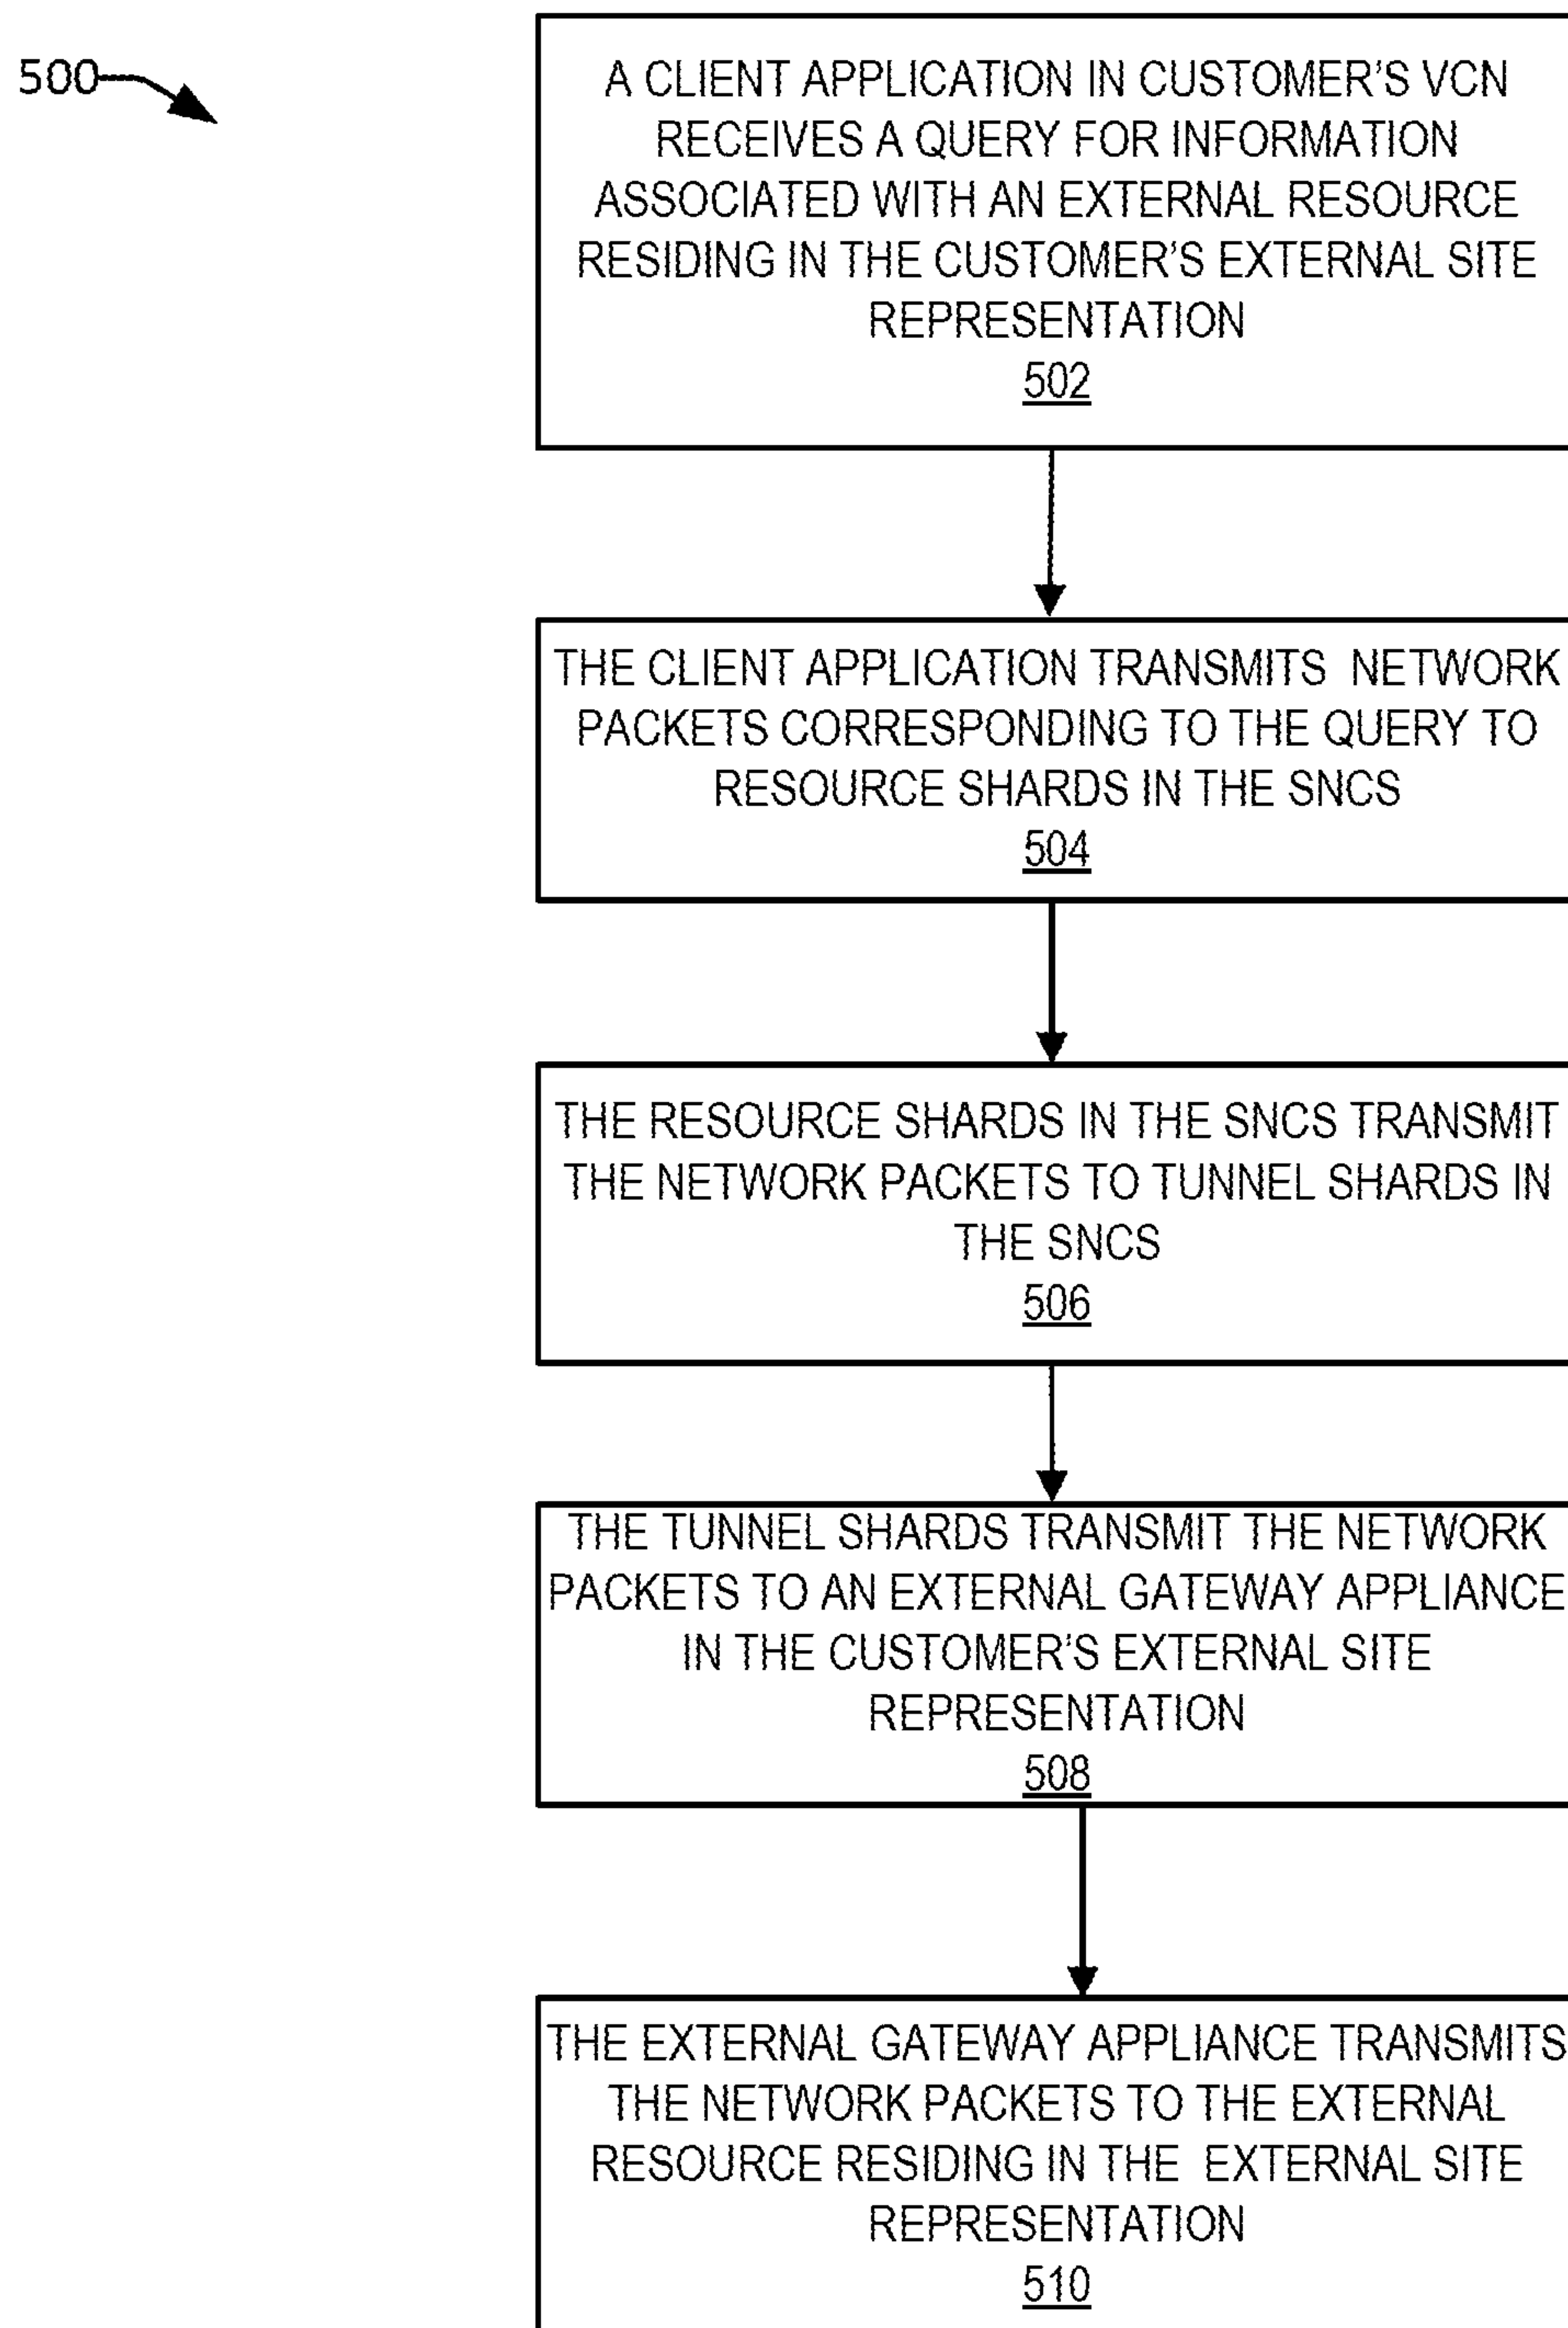 500
A CLIENT APPLICATION IN CUSTOMER'S VCN
RECEIVES A QUERY FOR INFORMATION
ASSOCIATED WITH AN EXTERNAL RESOURCE
RESIDING IN THE CUSTOMER'S EXTERNAL SITE
REPRESENTATION
502
THE CLIENT APPLICATION TRANSMITS NETWORK
PACKETS CORRESPONDING TO THE QUERY TO
RESOURCE SHARDS IN THE SNCS
504
THE RESOURCE SHARDS IN THE SNCS TRANSMIT
THE NETWORK PACKETS TO TUNNEL SHARDS IN
THE SNCS
506
THE TUNNEL SHARDS TRANSMIT THE NETWORK
PACKETS TO AN EXTERNAL GATEWAY APPLIANCE
IN THE CUSTOMER'S EXTERNAL SITE
REPRESENTATION
508
THE EXTERNAL GATEWAY APPLIANCE TRANSMITS
THE NETWORK PACKETS TO THE EXTERNAL
RESOURCE RESIDING IN THE EXTERNAL SITE
REPRESENTATION
510